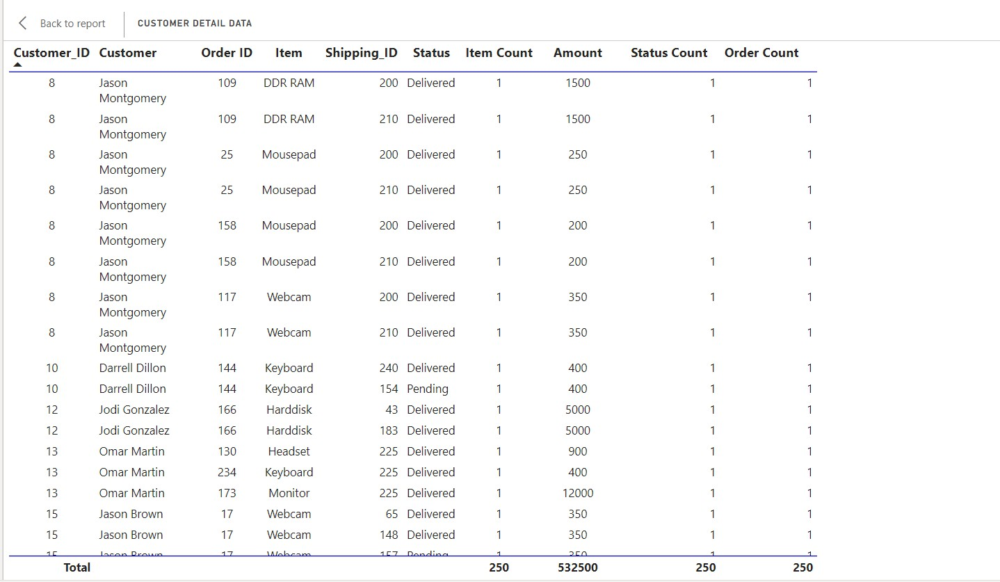 Back to report
CUSTOMER DETAIL DATA
Customer_ID Customer Order ID Item Shipping_ID Status Item Count Amount Status Count Order Count
8 Jason Montgomery 109 DDR RAM 200 Delivered 1 1500 1 1
8 Jason Montgomery 109 DDR RAM 210 Delivered 1 1500 1 1
8 Jason Montgomery 25 Mousepad 200 Delivered 1 250 1 1
8 Jason Montgomery 25 Mousepad 210 Delivered 1 250 1 1
8 Jason Montgomery 158 Mousepad 200 Delivered 1 200 1 1
8 Jason Montgomery 158 Mousepad 210 Delivered 1 200 1 1
8 Jason Montgomery 117 Webcam 200 Delivered 1 350 1 1
8 Jason Montgomery 117 Webcam 210 Delivered 1 350 1 1
10 Darrell Dillon 144 Keyboard 240 Delivered 1 400 1 1
10 Darrell Dillon 144 Keyboard 154 Pending 1 400 1 1
12 Jodi Gonzalez 166 Harddisk 43 Delivered 1 5000 1 1
12 Jodi Gonzalez 166 Harddisk 183 Delivered 1 5000 1 1
13 Omar Martin 130 Headset 225 Delivered 1 900 1 1
13 Omar Martin 234 Keyboard 225 Delivered 1 400 1 1
13 Omar Martin 173 Monitor 225 Delivered 1 12000 1 1
15 Jason Brown 17 Webcam 65 Delivered 1 350 1 1
15 Jason Brown 17 Webcam 148 Delivered 1 350 1 1
15 Jason Brown 17 Webcam 157 Pending 1 350 1 1
Total 250 532500 250 250